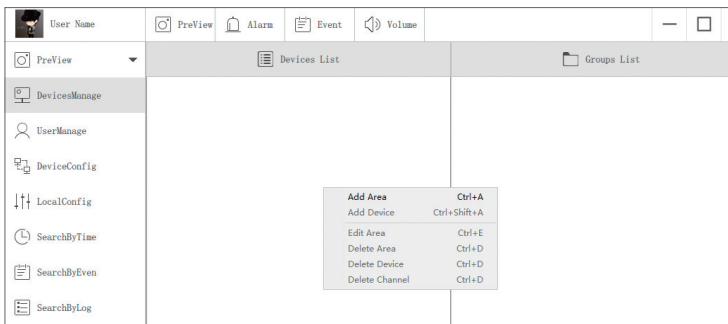 User Name
PreView
Alarm
Event
Volume
PreView
Devices List
Groups List
DevicesManage
UserManage
DeviceConfig
LocalConfig
SearchByTime
SearchByEven
SearchByLog
Add Area Ctrl+A
Add Device Ctrl+Shift+A
Edit Area Ctrl+E
Delete Area Ctrl+D
Delete Device Ctrl+D
Delete Channel Ctrl+D